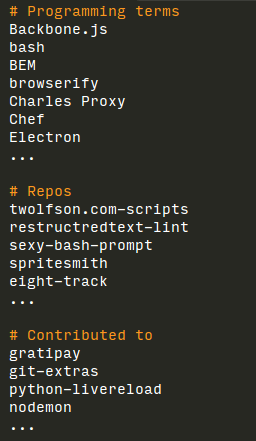 # Programming terms
Backbone.js
bash
BEM
browserify
Charles Proxy
Chef
Electron
...
# Repos
twolfson.com-scripts
restructredtext-lint
sexy-bash-prompt
spritesmith
eight-track
...
# Contributed to
gratipay
git-extras
python-livereload
nodemon
...